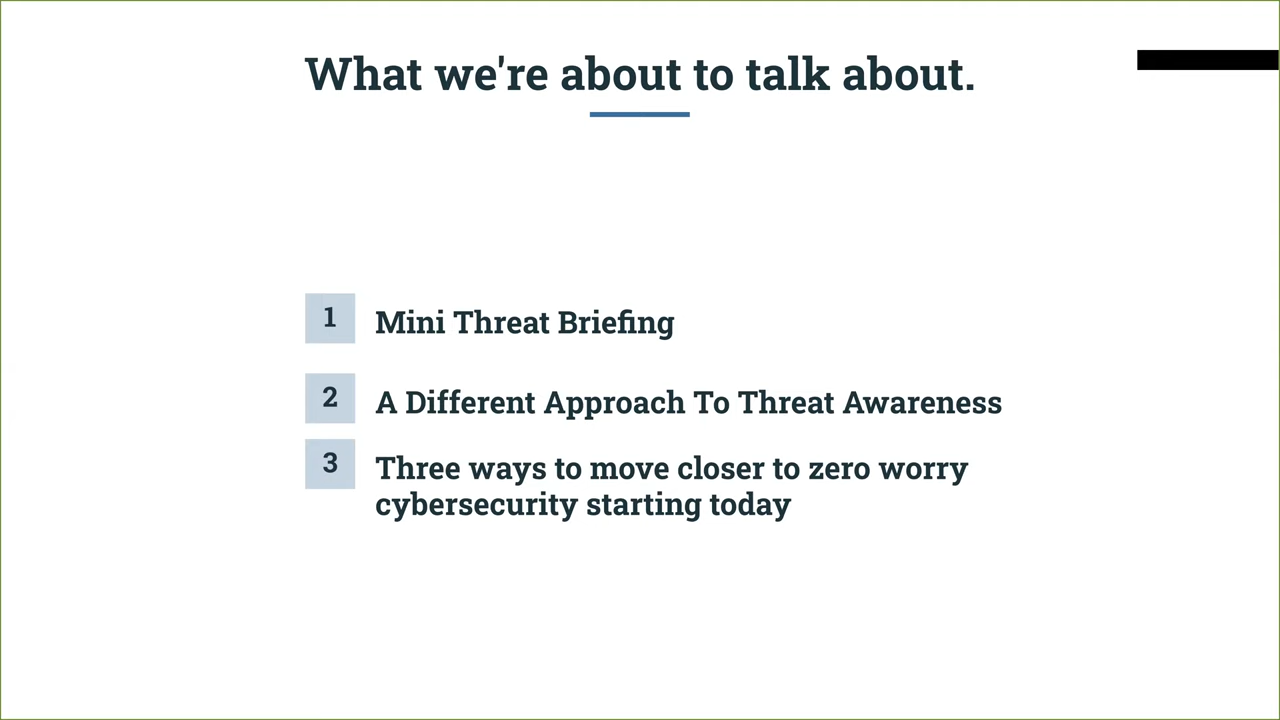 What we're about to talk about.
1 Mini Threat Briefing
2 A Different Approach To Threat Awareness
3 Three ways to move closer to zero worry
cybersecurity starting today